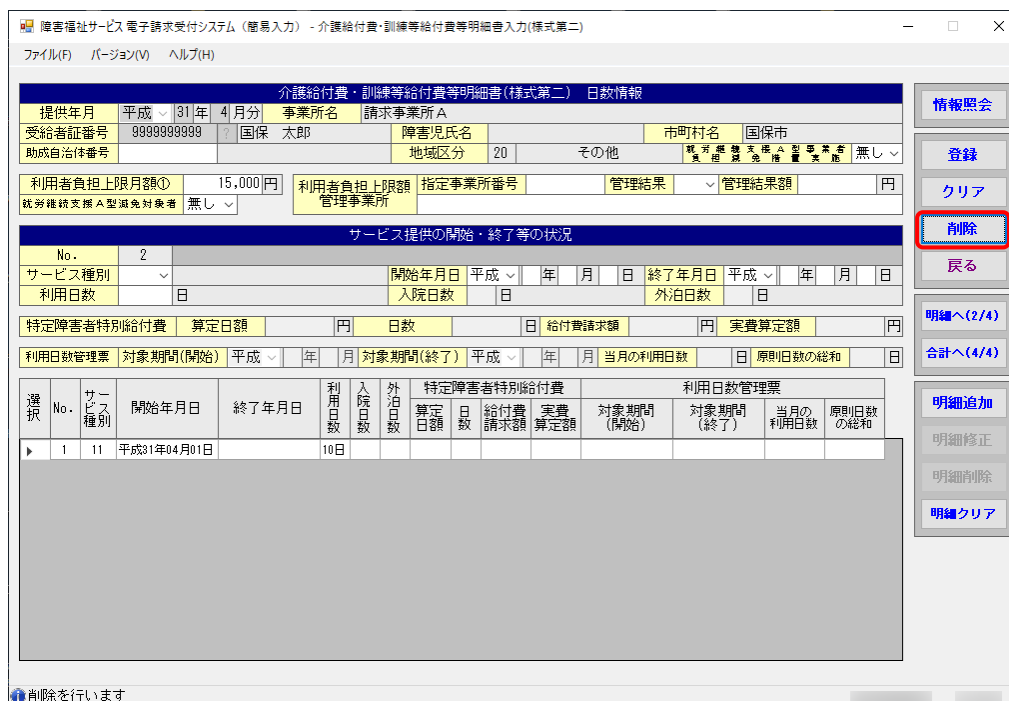 障害福祉サービス 電子請求受付システム（簡易入力） - 介護給付費・訓練等給付費等明細書入力(様式第二)
ファイル(F) バージョン(V) ヘルプ(H)
介護給付費・訓練等給付費等明細書(様式第二) 日数情報
提供年月 平成 31 年 4 月分 事業所名 請求事業所Ａ
受給者証番号 9999999999 ? 国保 太郎 障害児氏名 市町村名 国保市
助成自治体番号 地域区分 20 その他 就労継続支援Ａ型事業者負担減免措置実施 無し
利用者負担上限月額① 15,000 円 利用者負担上限額管理事業所 指定事業所番号 管理結果 管理結果額 円
就労継続支援Ａ型減免対象者 無し
サービス提供の開始・終了等の状況
No. 2
サービス種別 開始年月日 平成 年 月 日 終了年月日 平成 年 月 日
利用日数 日 入院日数 日 外泊日数 日
特定障害者特別給付費 算定日額 円 日数 日 給付費請求額 円 実費算定額 円
利用日数管理票 対象期間(開始) 平成 年 月 対象期間(終了) 平成 年 月 当月の利用日数 日 原則日数の総和 日
選択 No. サービス種別 開始年月日 終了年月日 利用日数 入院日数 外泊日数 特定障害者特別給付費 利用日数管理票
算定日額 日数 給付費請求額 実費算定額 対象期間(開始) 対象期間(終了) 当月の利用日数 原則日数の総和
1 11 平成31年04月01日 10日
情報照会
登録
クリア
削除
戻る
明細へ(2/4)
合計へ(4/4)
明細追加
明細修正
明細削除
明細クリア
削除を行います